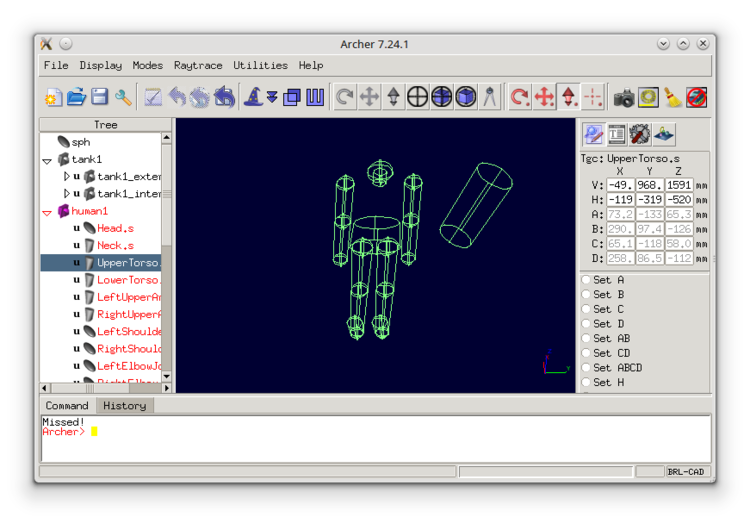 Archer 7.24.1
File Display Modes Raytrace Utilities Help
Tree
sph
tank1
u tank1_exter
u tank1_inter
human1
u Head.s
u Neck.s
u UpperTorso.
u LowerTorso.
u LeftUpperAr
u RightUpperA
u LeftShoulde
u RightShoul
u LeftElbowJo
Tgc: UpperTorso.s
X Y Z
V: -49. 968. 1591 mm
H: -119 -319 -520 mm
A: 73.2 -133 65.3 mm
B: 290. 97.4 -126 mm
C: 65.1 -118 58.0 mm
D: 258. 86.5 -112 mm
Set A
Set B
Set C
Set D
Set AB
Set CD
Set ABCD
Set H
Command History
Missed!
Archer>
BRL-CAD